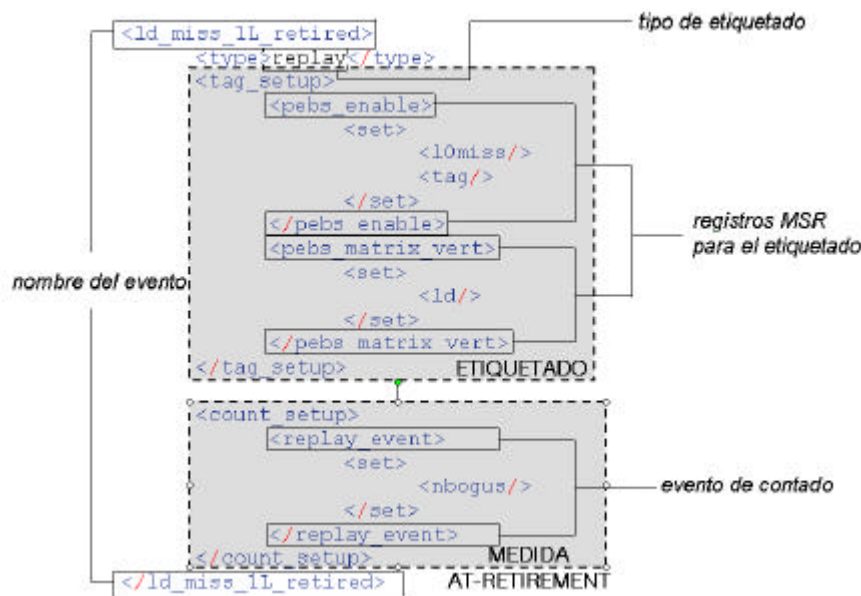 tipo de etiquetado
<ld_miss_1L_retired>
<type>replay</type>
<tag_setup>
<pebs_enable>
<set>
<l0miss/>
<tag/>
</set>
</pebs_enable>
registros MSR
para el etiquetado
<pebs_matrix_vert>
<set>
nombre del evento
<ld/>
</set>
</pebs_matrix_vert>
</tag_setup>
ETIQUETADO
<count_setup>
<replay_event>
<set>
<nbogus/>
evento de contado
</set>
</replay_event>
</count_setup>
MEDIDA
AT-RETIREMENT
</ld_miss_1L_retired>